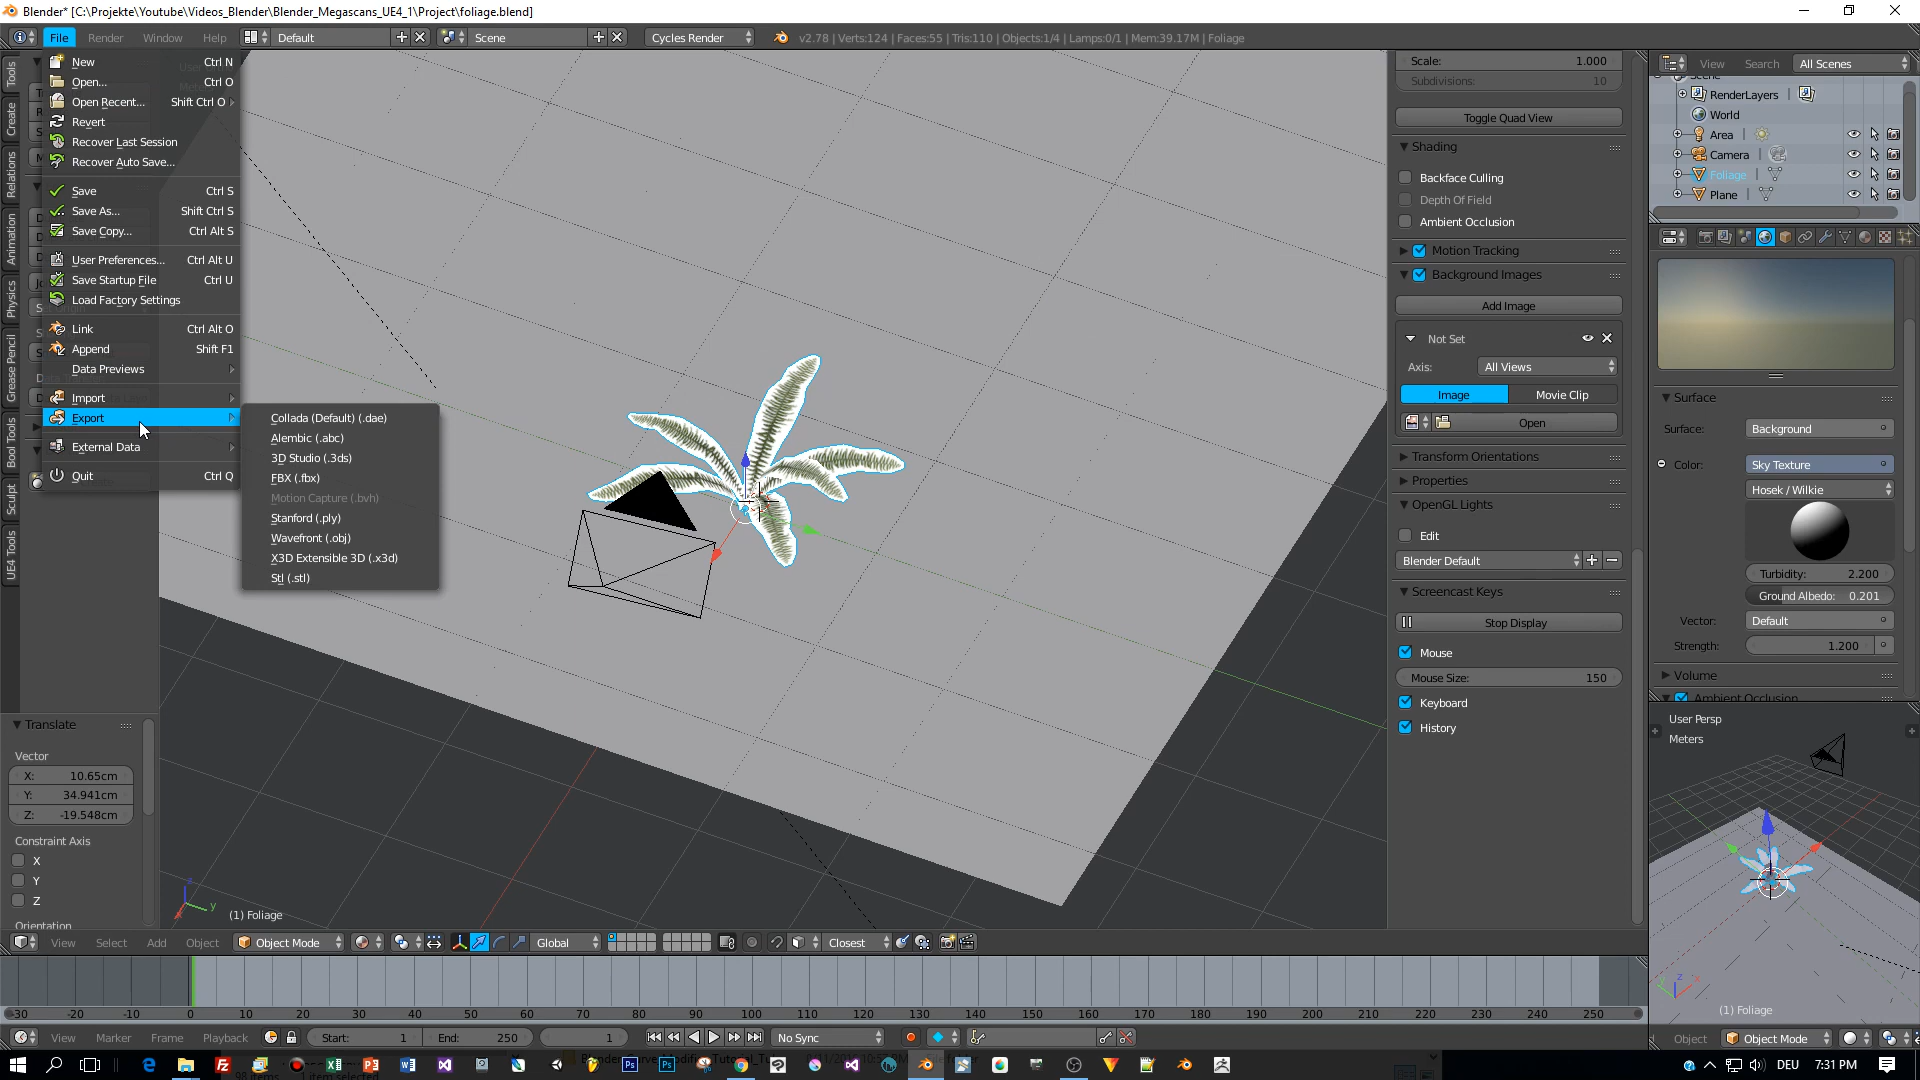 Blender* [C:\Projekte\Youtube\Videos_Blender\Blender_Megascans_UE4_1\Project\foliage.blend]
File Render Window Help Default Scene Cycles Render v2.78 | Verts:124 | Faces:55 | Tris:110 | Objects:1/4 | Lamps:0/1 | Mem:39.17M | Foliage
New Ctrl N
Open... Ctrl O
Open Recent... Shift Ctrl O
Revert
Recover Last Session
Recover Auto Save...
Save Ctrl S
Save As... Shift Ctrl S
Save Copy... Ctrl Alt S
User Preferences... Ctrl Alt U
Save Startup File Ctrl U
Load Factory Settings
Link Ctrl Alt O
Append Shift F1
Data Previews
Import
Export
External Data
Quit Ctrl Q
Collada (Default) (.dae)
Alembic (.abc)
3D Studio (.3ds)
FBX (.fbx)
Motion Capture (.bvh)
Stanford (.ply)
Wavefront (.obj)
X3D Extensible 3D (.x3d)
Stl (.stl)
Tools
Create
Relations
Animation
Physics
Grease Pencil
Bool Tools
Sculpt
UE4 Tools
Translate
Vector
X: 10.65cm
Y: 34.941cm
Z: -19.548cm
Constraint Axis
X
Y
Z
Orientation
(1) Foliage
Scale: 1.000
Subdivisions: 10
Toggle Quad View
Shading
Backface Culling
Depth Of Field
Ambient Occlusion
Motion Tracking
Background Images
Add Image
Not Set
Axis: All Views
Image Movie Clip
Open
Transform Orientations
Properties
OpenGL Lights
Edit
Blender Default
Screencast Keys
Stop Display
Mouse
Mouse Size: 150
Keyboard
History
View Search All Scenes
Scene
RenderLayers
World
Area
Camera
Foliage
Plane
Surface
Surface: Background
Color: Sky Texture
Hosek / Wilkie
Turbidity: 2.200
Ground Albedo: 0.201
Vector: Default
Strength: 1.200
Volume
Ambient Occlusion
User Persp
Meters
(1) Foliage
Object Object Mode
View Select Add Object Object Mode Global Closest
-30 -20 -10 0 10 20 30 40 50 60 70 80 90 100 110 120 130 140 150 160 170 180 190 200 210 220 230 240 250
View Marker Frame Playback Start: 1 End: 250 1 No Sync
DEU 7:31 PM